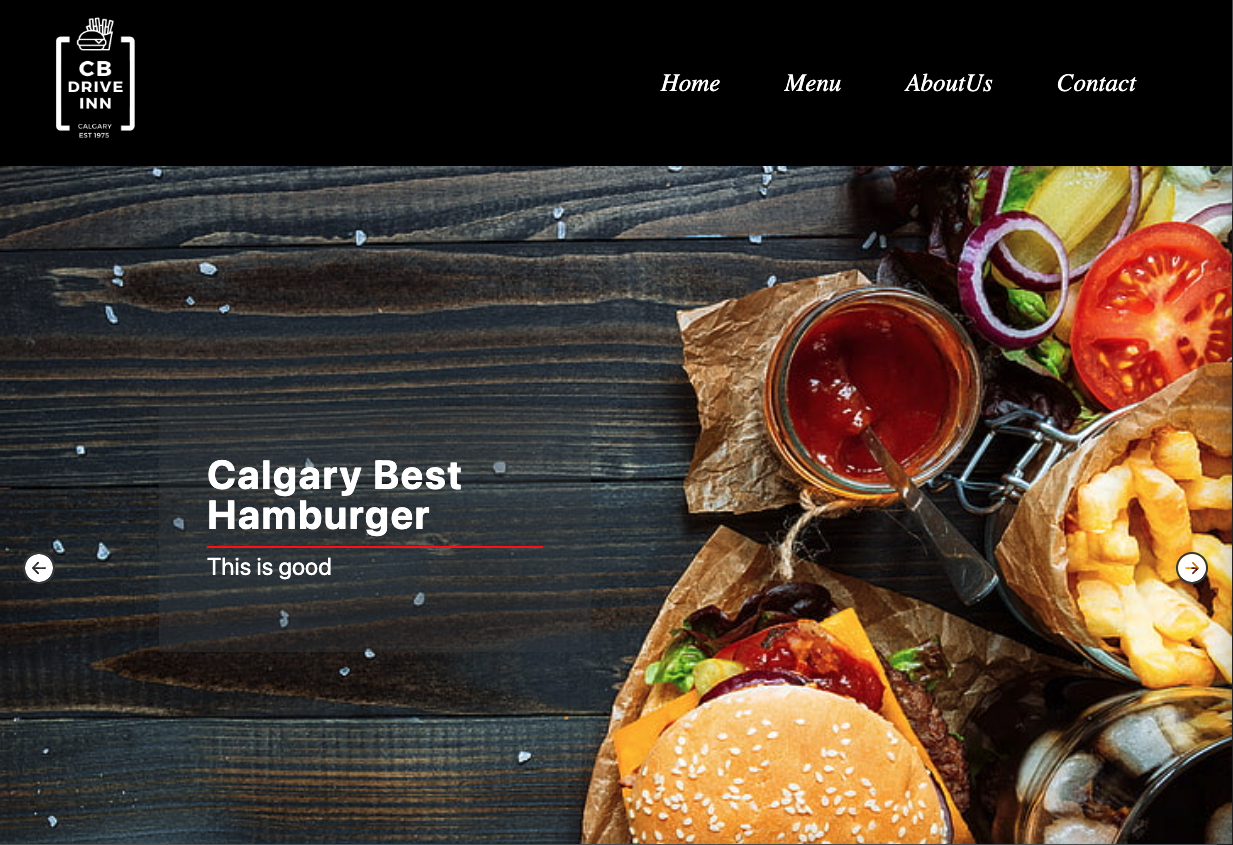 CB
DRIVE
INN
CALGARY
EST 1975
Home Menu AboutUs Contact
Calgary Best
Hamburger
This is good